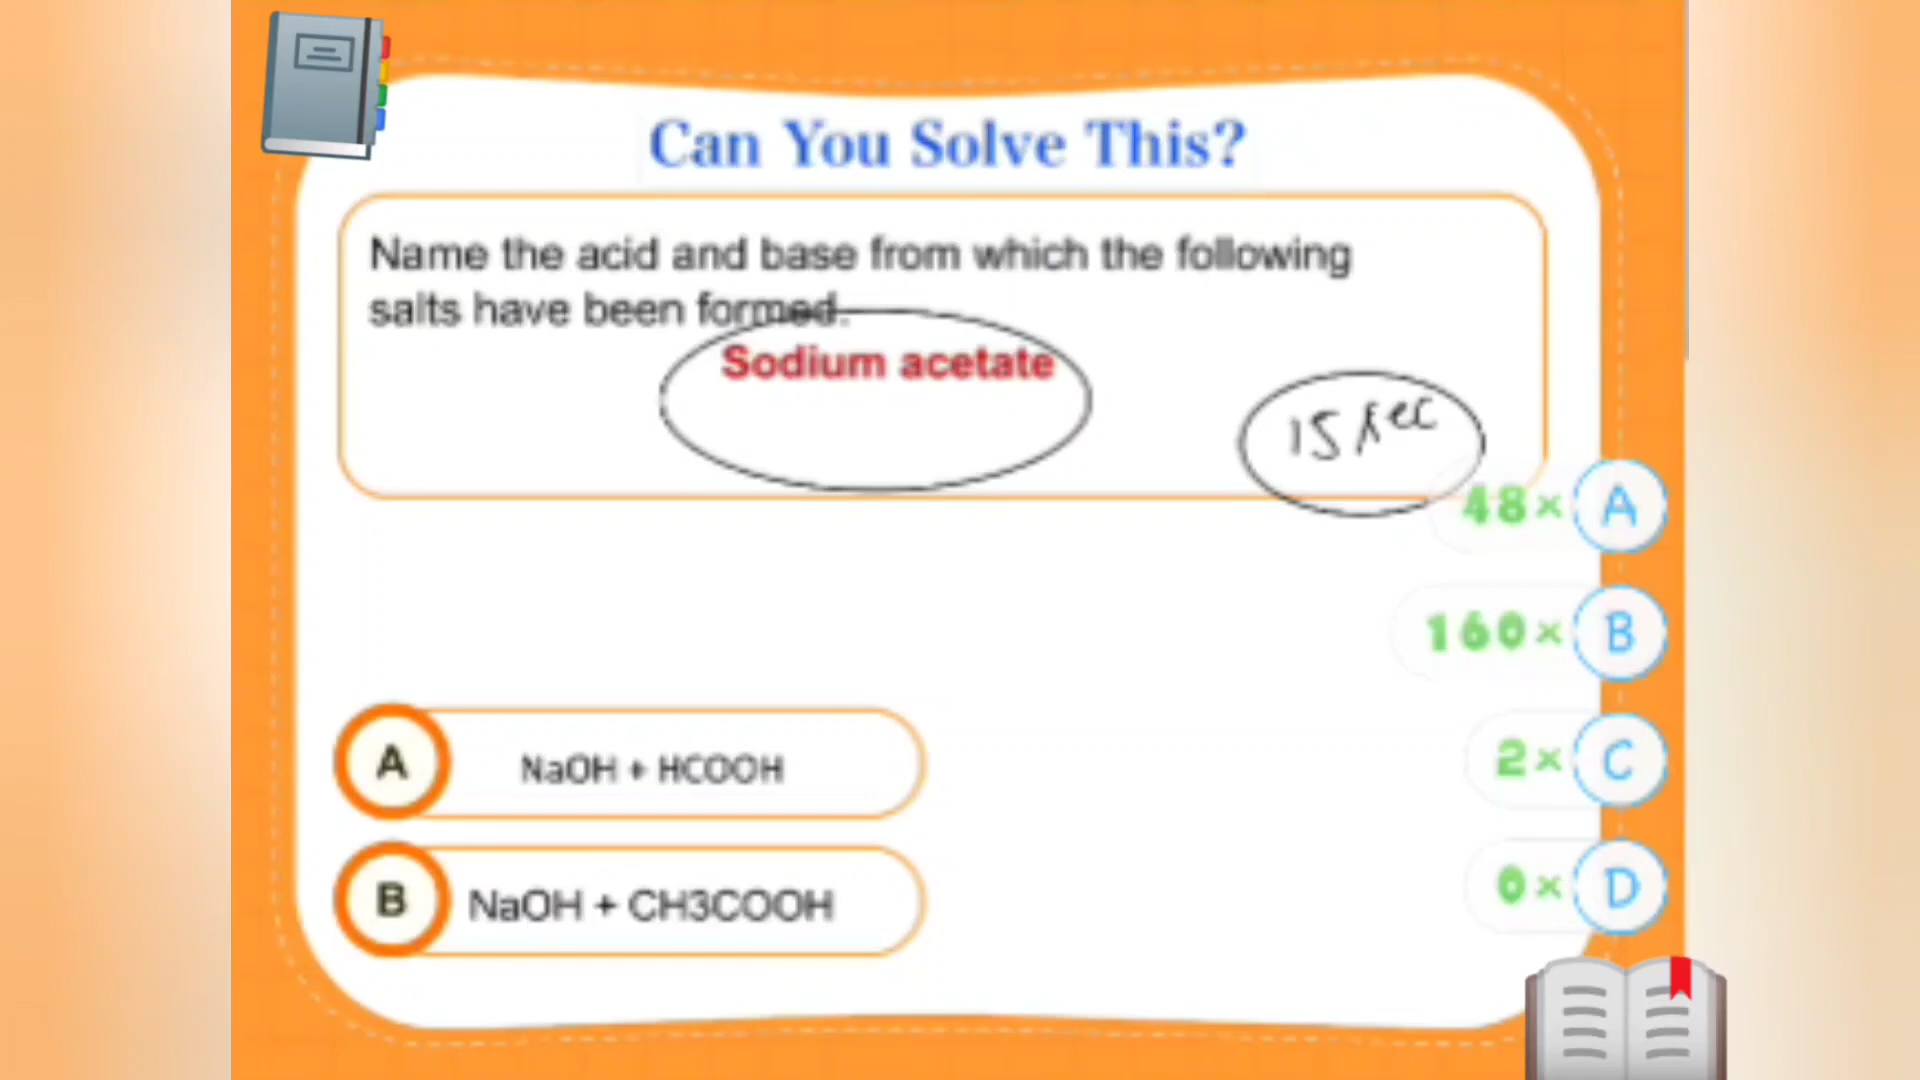 Can You Solve This?
Name the acid and base from which the following
salts have been formed.
Sodium acetate
15 sec
48× A
160× B
2× C
0× D
A NaOH + HCOOH
B NaOH + CH3COOH